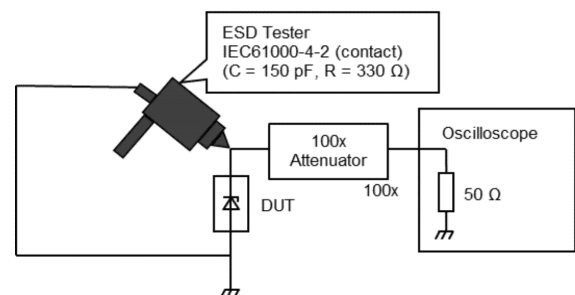 ESD Tester
IEC61000-4-2 (contact)
(C = 150 pF, R = 330 Ω)
100x
Attenuator
100x
Oscilloscope
50 Ω
DUT